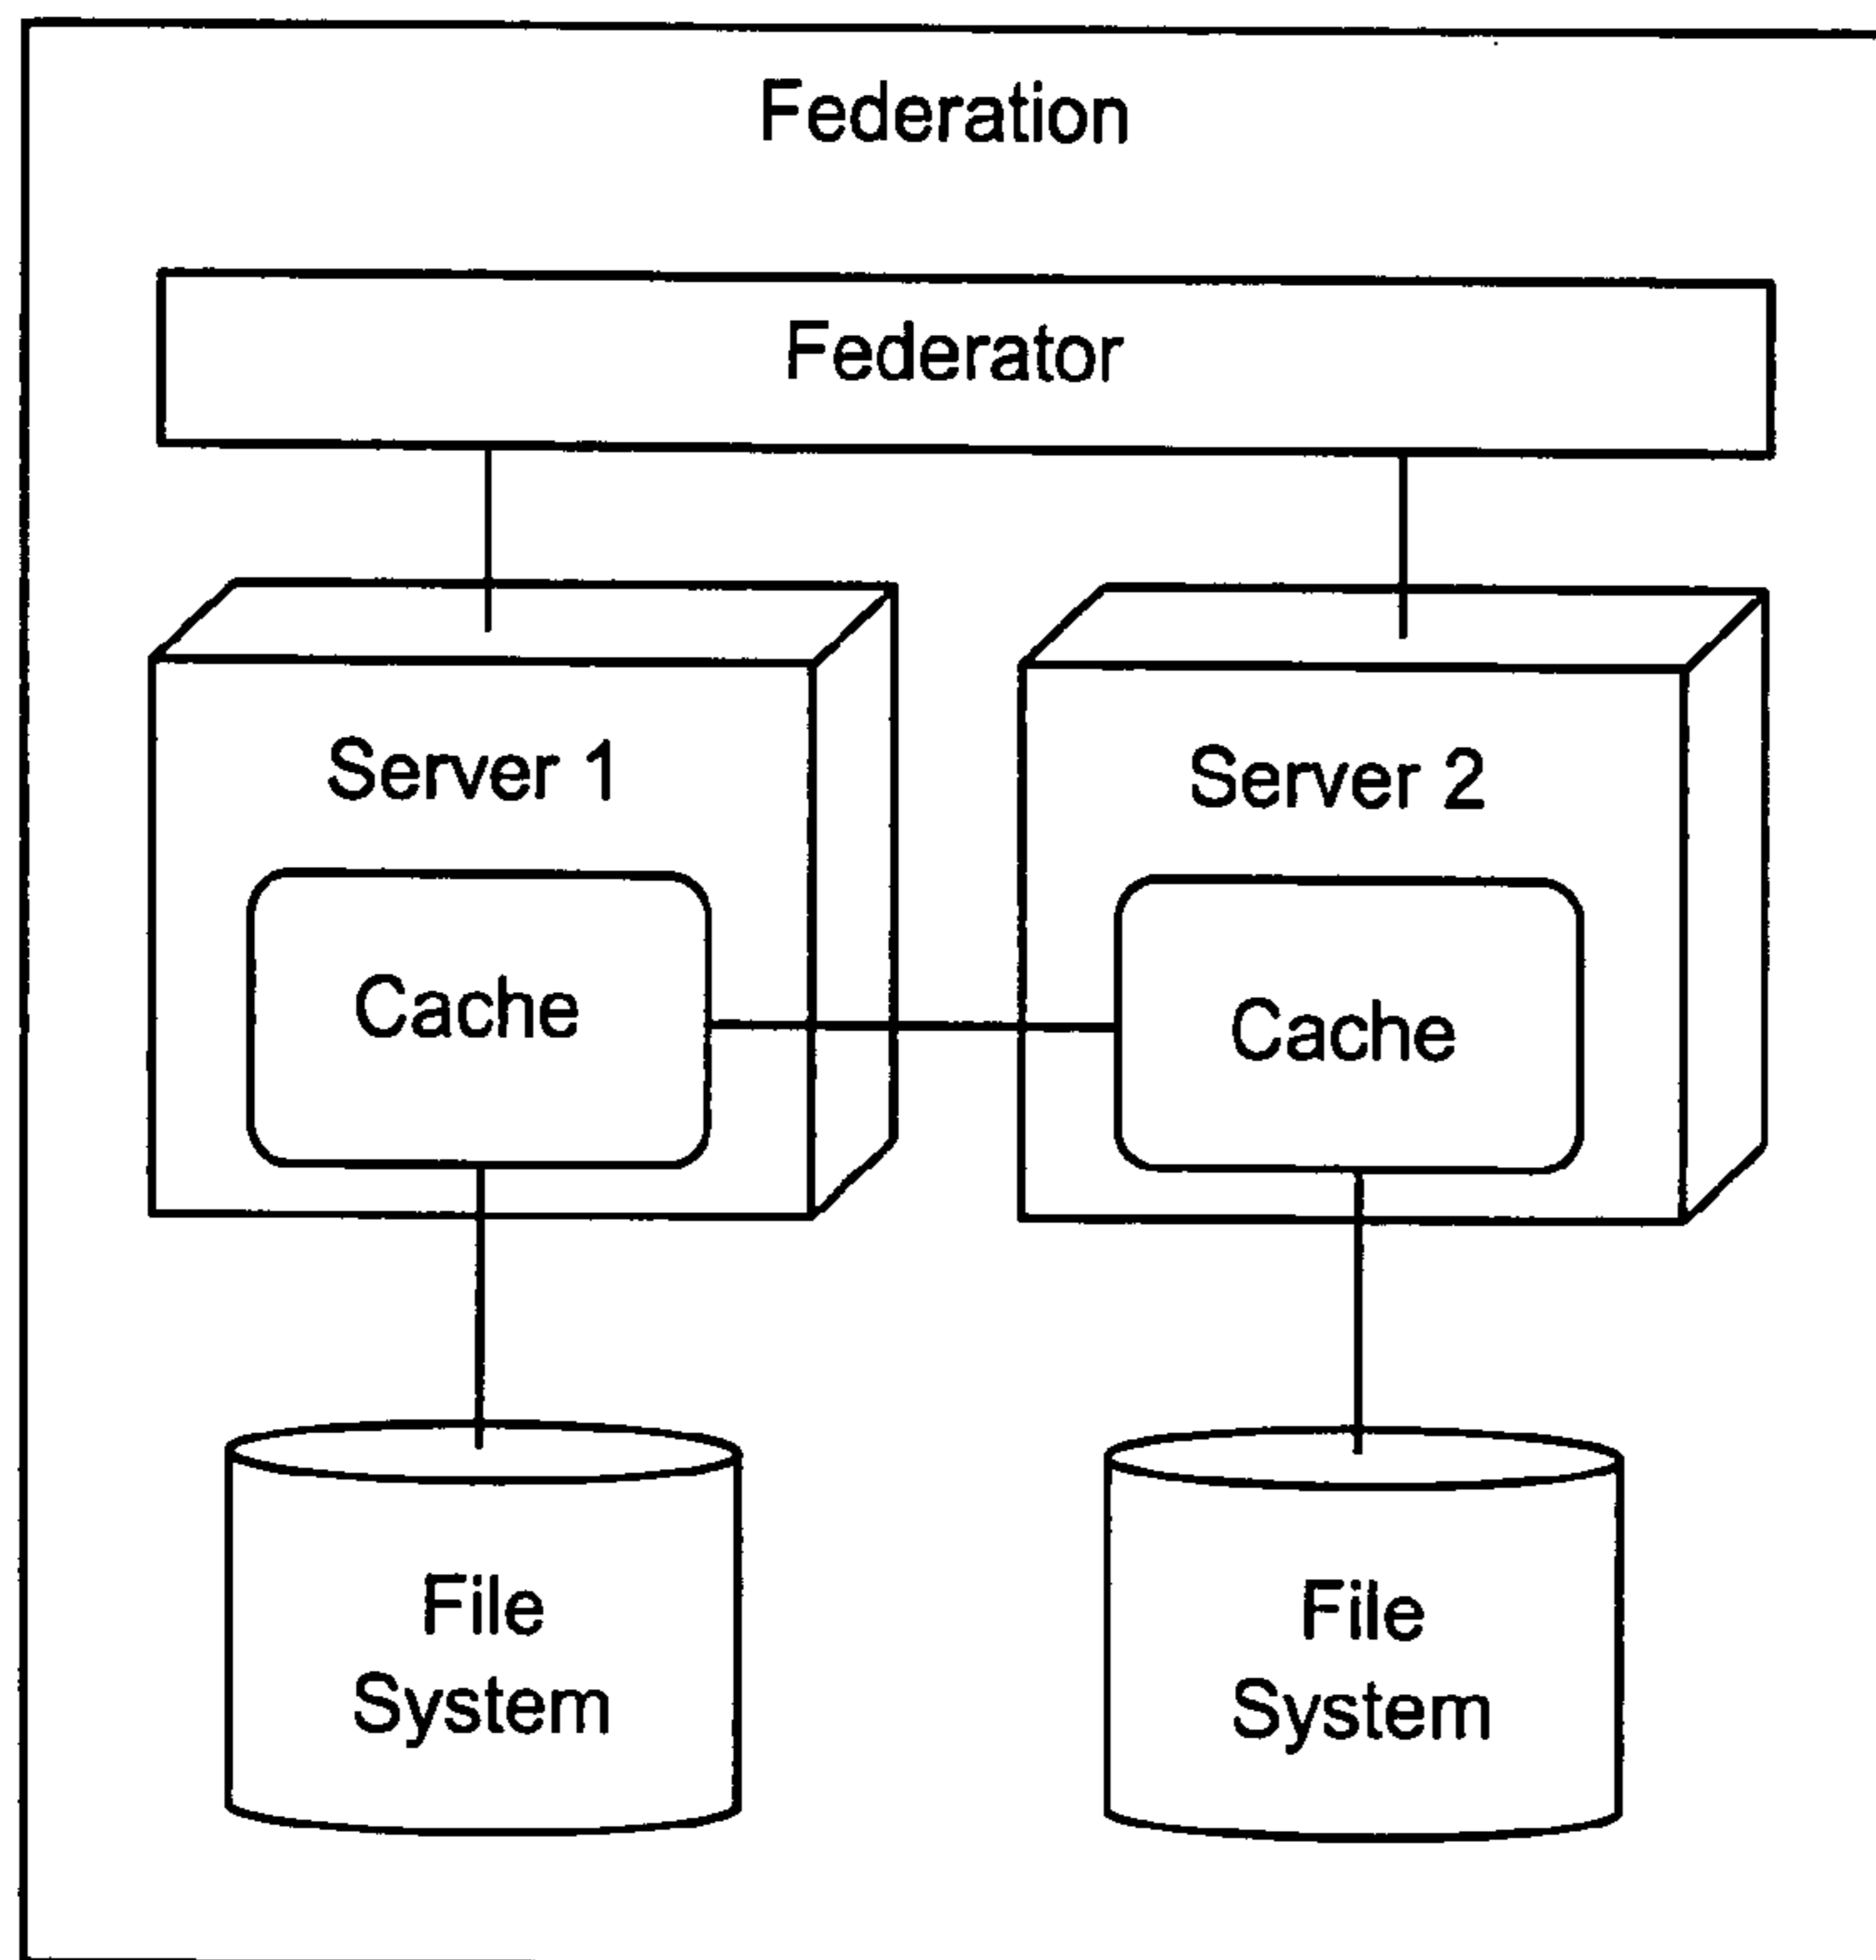 Federation
Federator
Server 1
Server 2
Cache
Cache
File
System
File
System